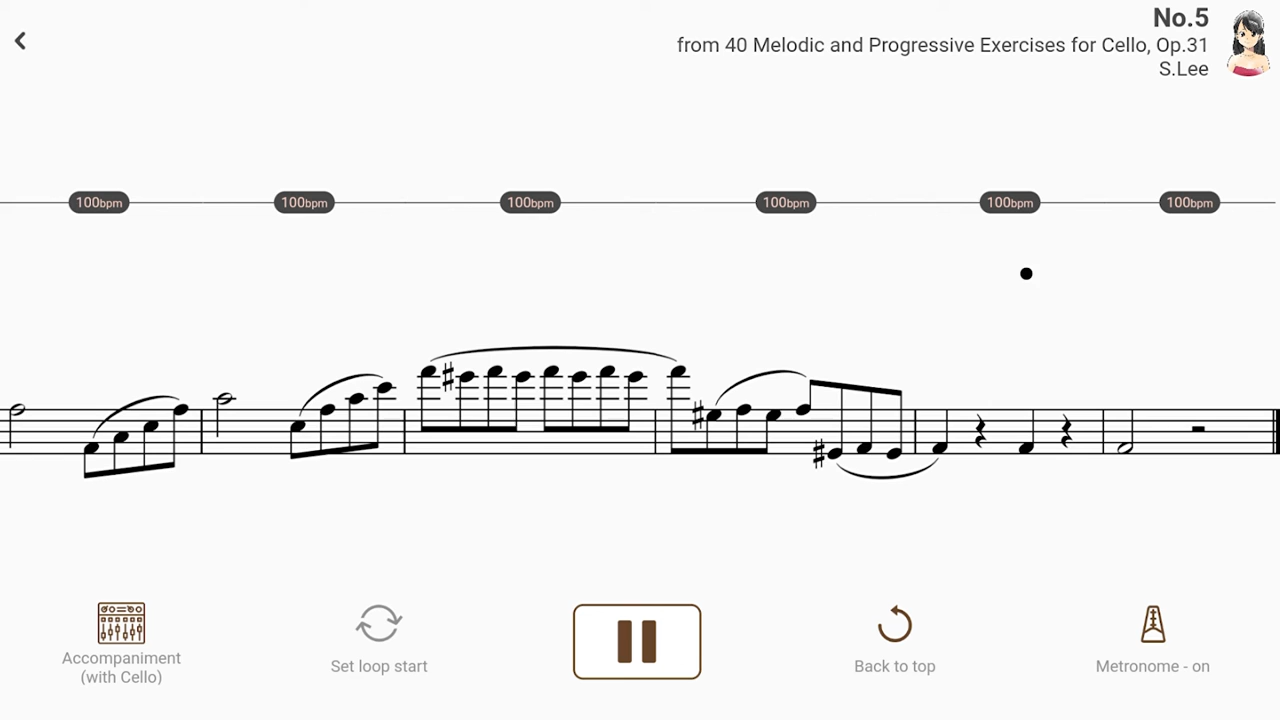 No.5
from 40 Melodic and Progressive Exercises for Cello, Op.31
S.Lee
100bpm 100bpm 100bpm 100bpm 100bpm 100bpm
Accompaniment
(with Cello)
Set loop start
Back to top
Metronome - on